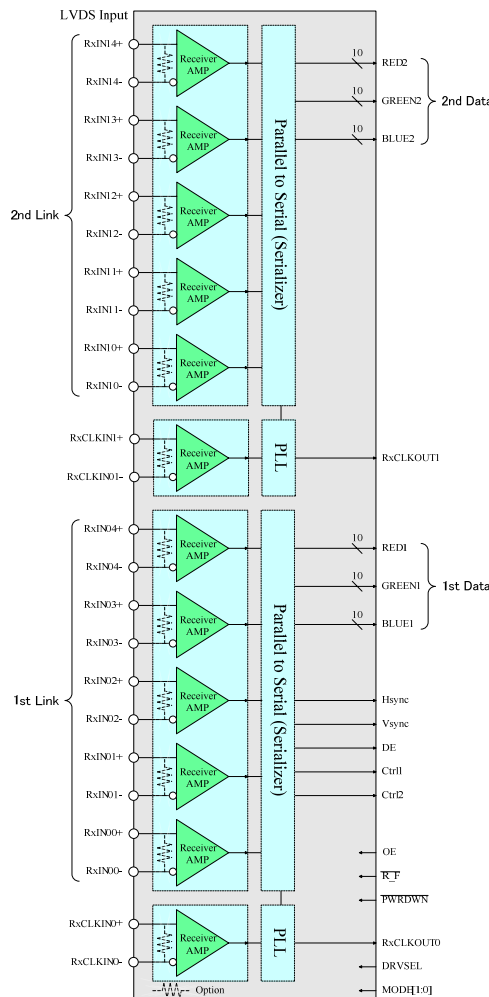 LVDS Input
RxIN14+
Receiver AMP
10
RED2
RxIN14-
GREEN2
2nd Data
RxIN13+
Receiver AMP
10
BLUE2
RxIN13-
Parallel to Serial (Serializer)
RxIN12+
Receiver AMP
2nd Link
RxIN12-
RxIN11+
Receiver AMP
RxIN11-
RxIN10+
Receiver AMP
RxIN10-
RxCLKIN1+
Receiver AMP
PLL
RxCLKOUT1
RxCLKIN01-
RxIN04+
Receiver AMP
10
RED1
RxIN04-
GREEN1
1st Data
RxIN03+
Receiver AMP
10
BLUE1
RxIN03-
Parallel to Serial (Serializer)
RxIN02+
Receiver AMP
1st Link
Hsync
RxIN02-
Vsync
DE
RxIN01+
Receiver AMP
Ctrl1
RxIN01-
Ctrl2
RxIN00+
Receiver AMP
OE
RxIN00-
R_F
PWRDWN
RxCLKIN0+
Receiver AMP
PLL
RxCLKOUT0
RxCLKIN0-
DRVSEL
Option
MODE[1:0]